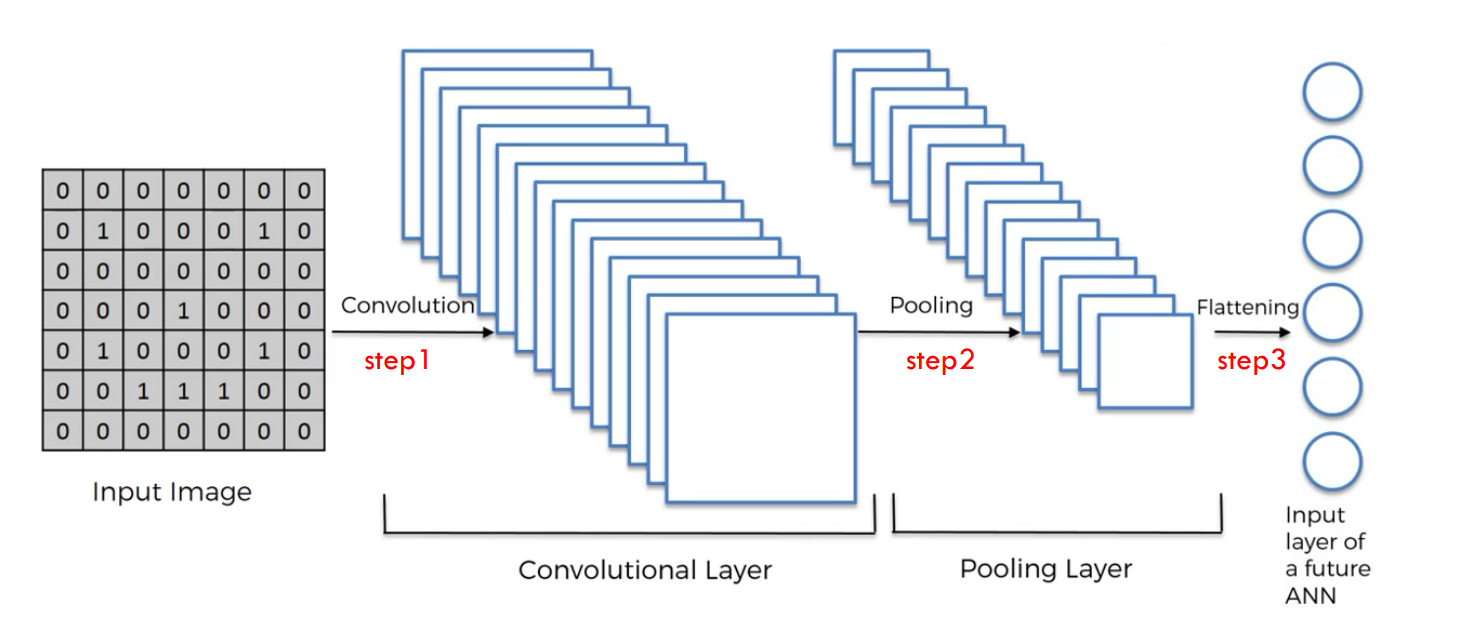 0 0 0 0 0 0 0
0 1 0 0 0 1 0
0 0 0 0 0 0 0
0 0 0 1 0 0 0
0 1 0 0 0 1 0
0 0 1 1 1 0 0
0 0 0 0 0 0 0
Input Image
Convolution
step1
Convolutional Layer
Pooling
step2
Pooling Layer
Flattening
step3
Input
layer of
a future
ANN